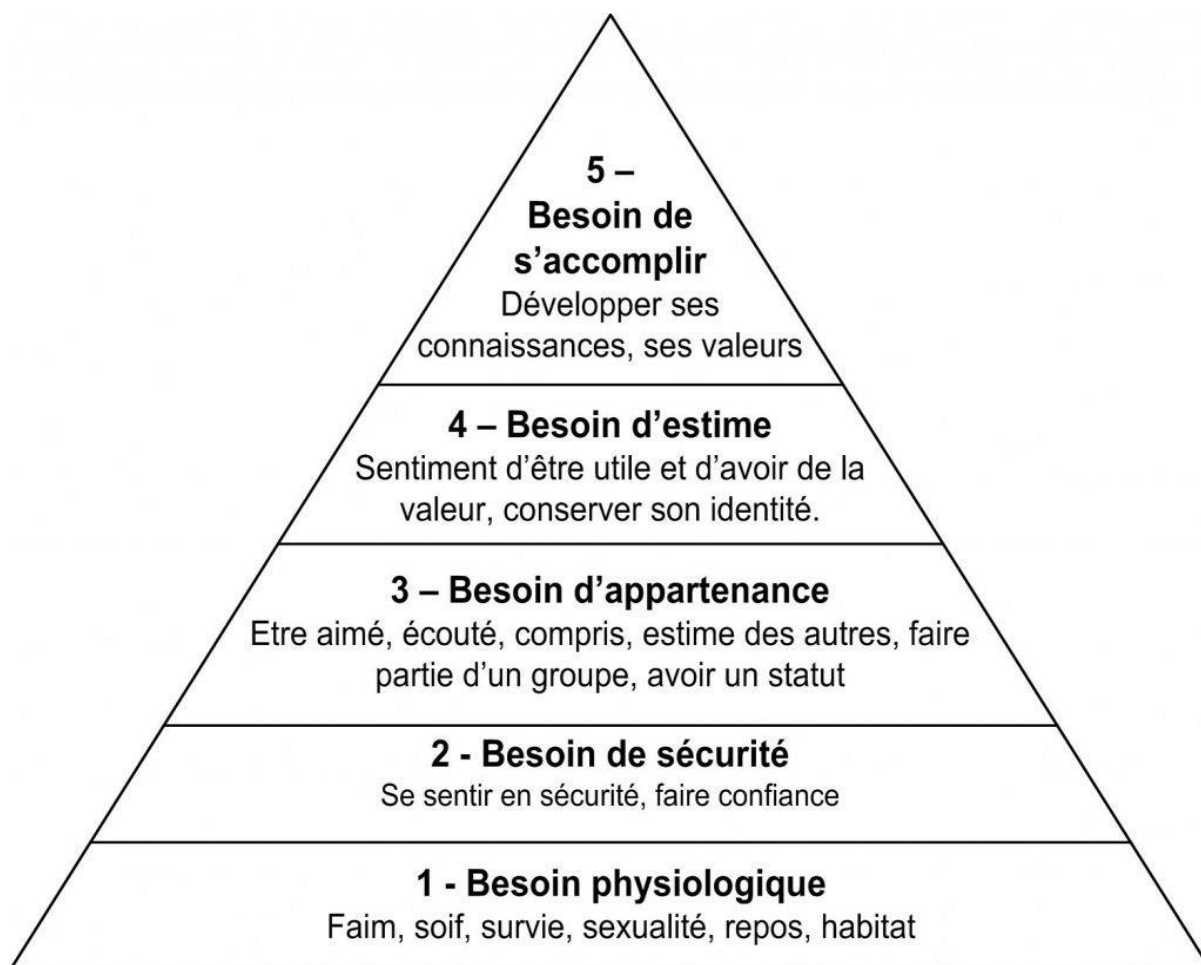 5 –
Besoin de
s’accomplir
Développer ses
connaissances, ses valeurs
4 – Besoin d’estime
Sentiment d’être utile et d’avoir de la
valeur, conserver son identité.
3 – Besoin d’appartenance
Etre aimé, écouté, compris, estime des autres, faire
partie d’un groupe, avoir un statut
2 - Besoin de sécurité
Se sentir en sécurité, faire confiance
1 - Besoin physiologique
Faim, soif, survie, sexualité, repos, habitat